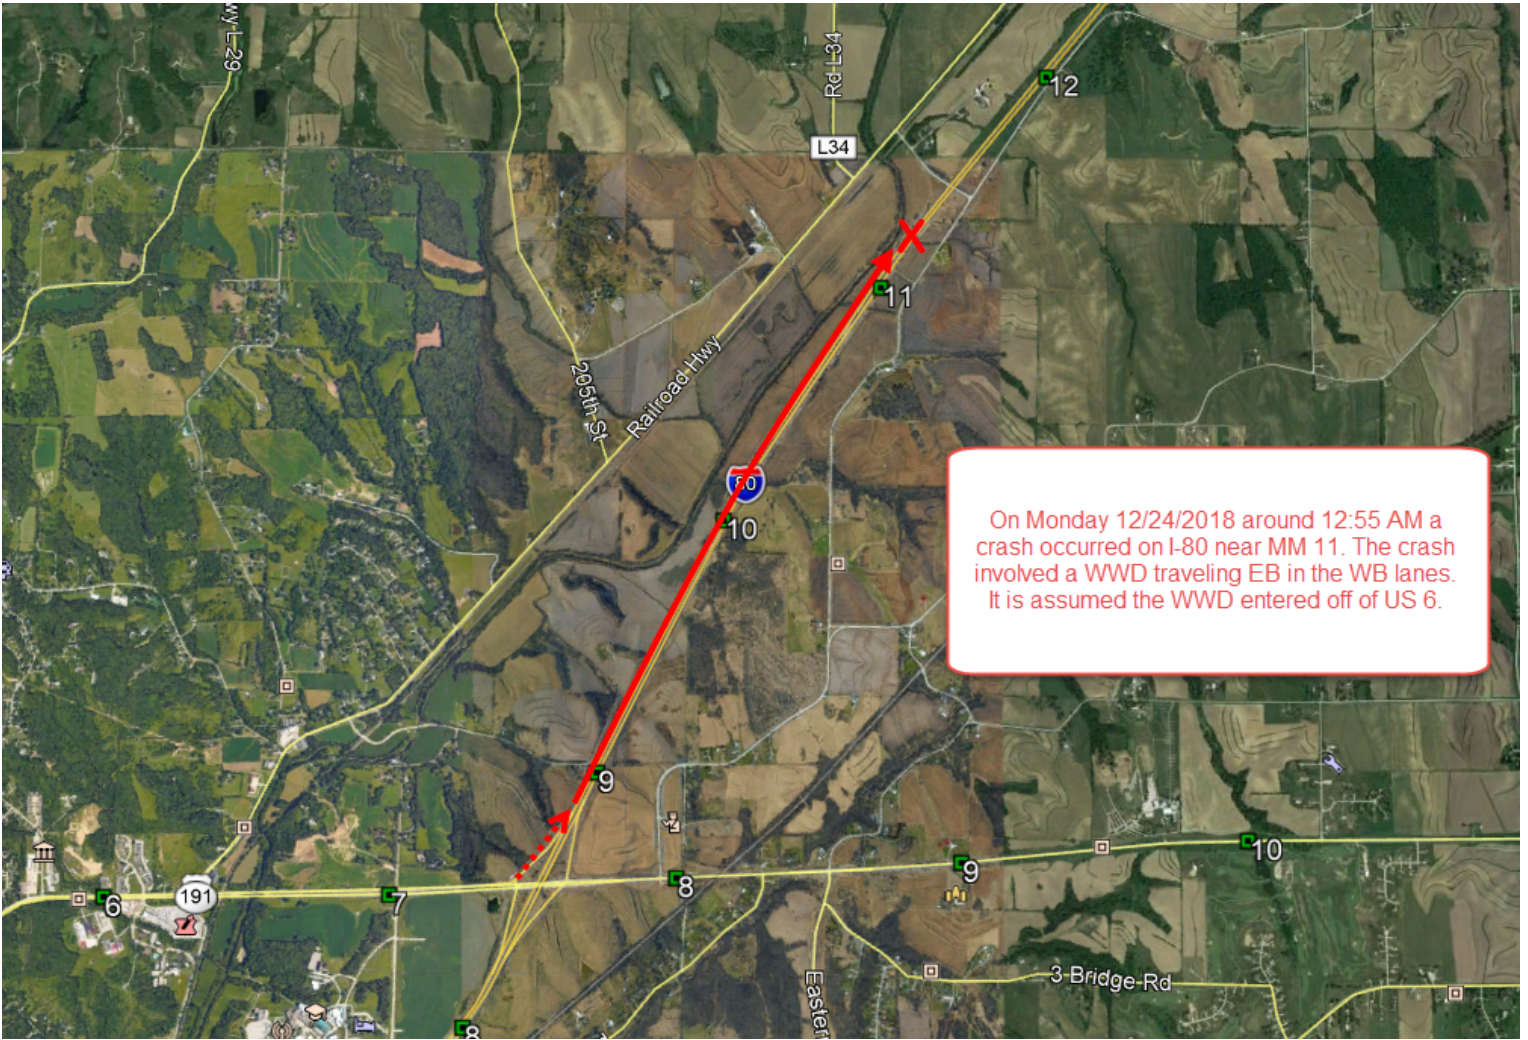 wy L-29
Rd L34
12
L34
11
205th St
Railroad Hwy
80
10
On Monday 12/24/2018 around 12:55 AM a
crash occurred on I-80 near MM 11. The crash
involved a WWD traveling EB in the WB lanes.
It is assumed the WWD entered off of US 6.
9
10
9
8
191
7
6
3 Bridge Rd
Easter
8